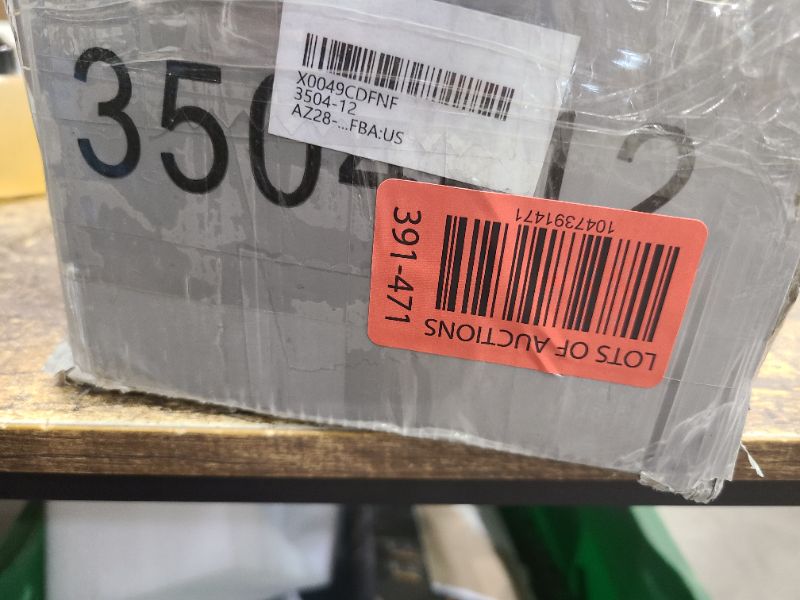 X0049CDFNF
3504-12
AZ28-...FBA:US
3504-12
LOTS OF AUCTIONS
1047391471
391-471